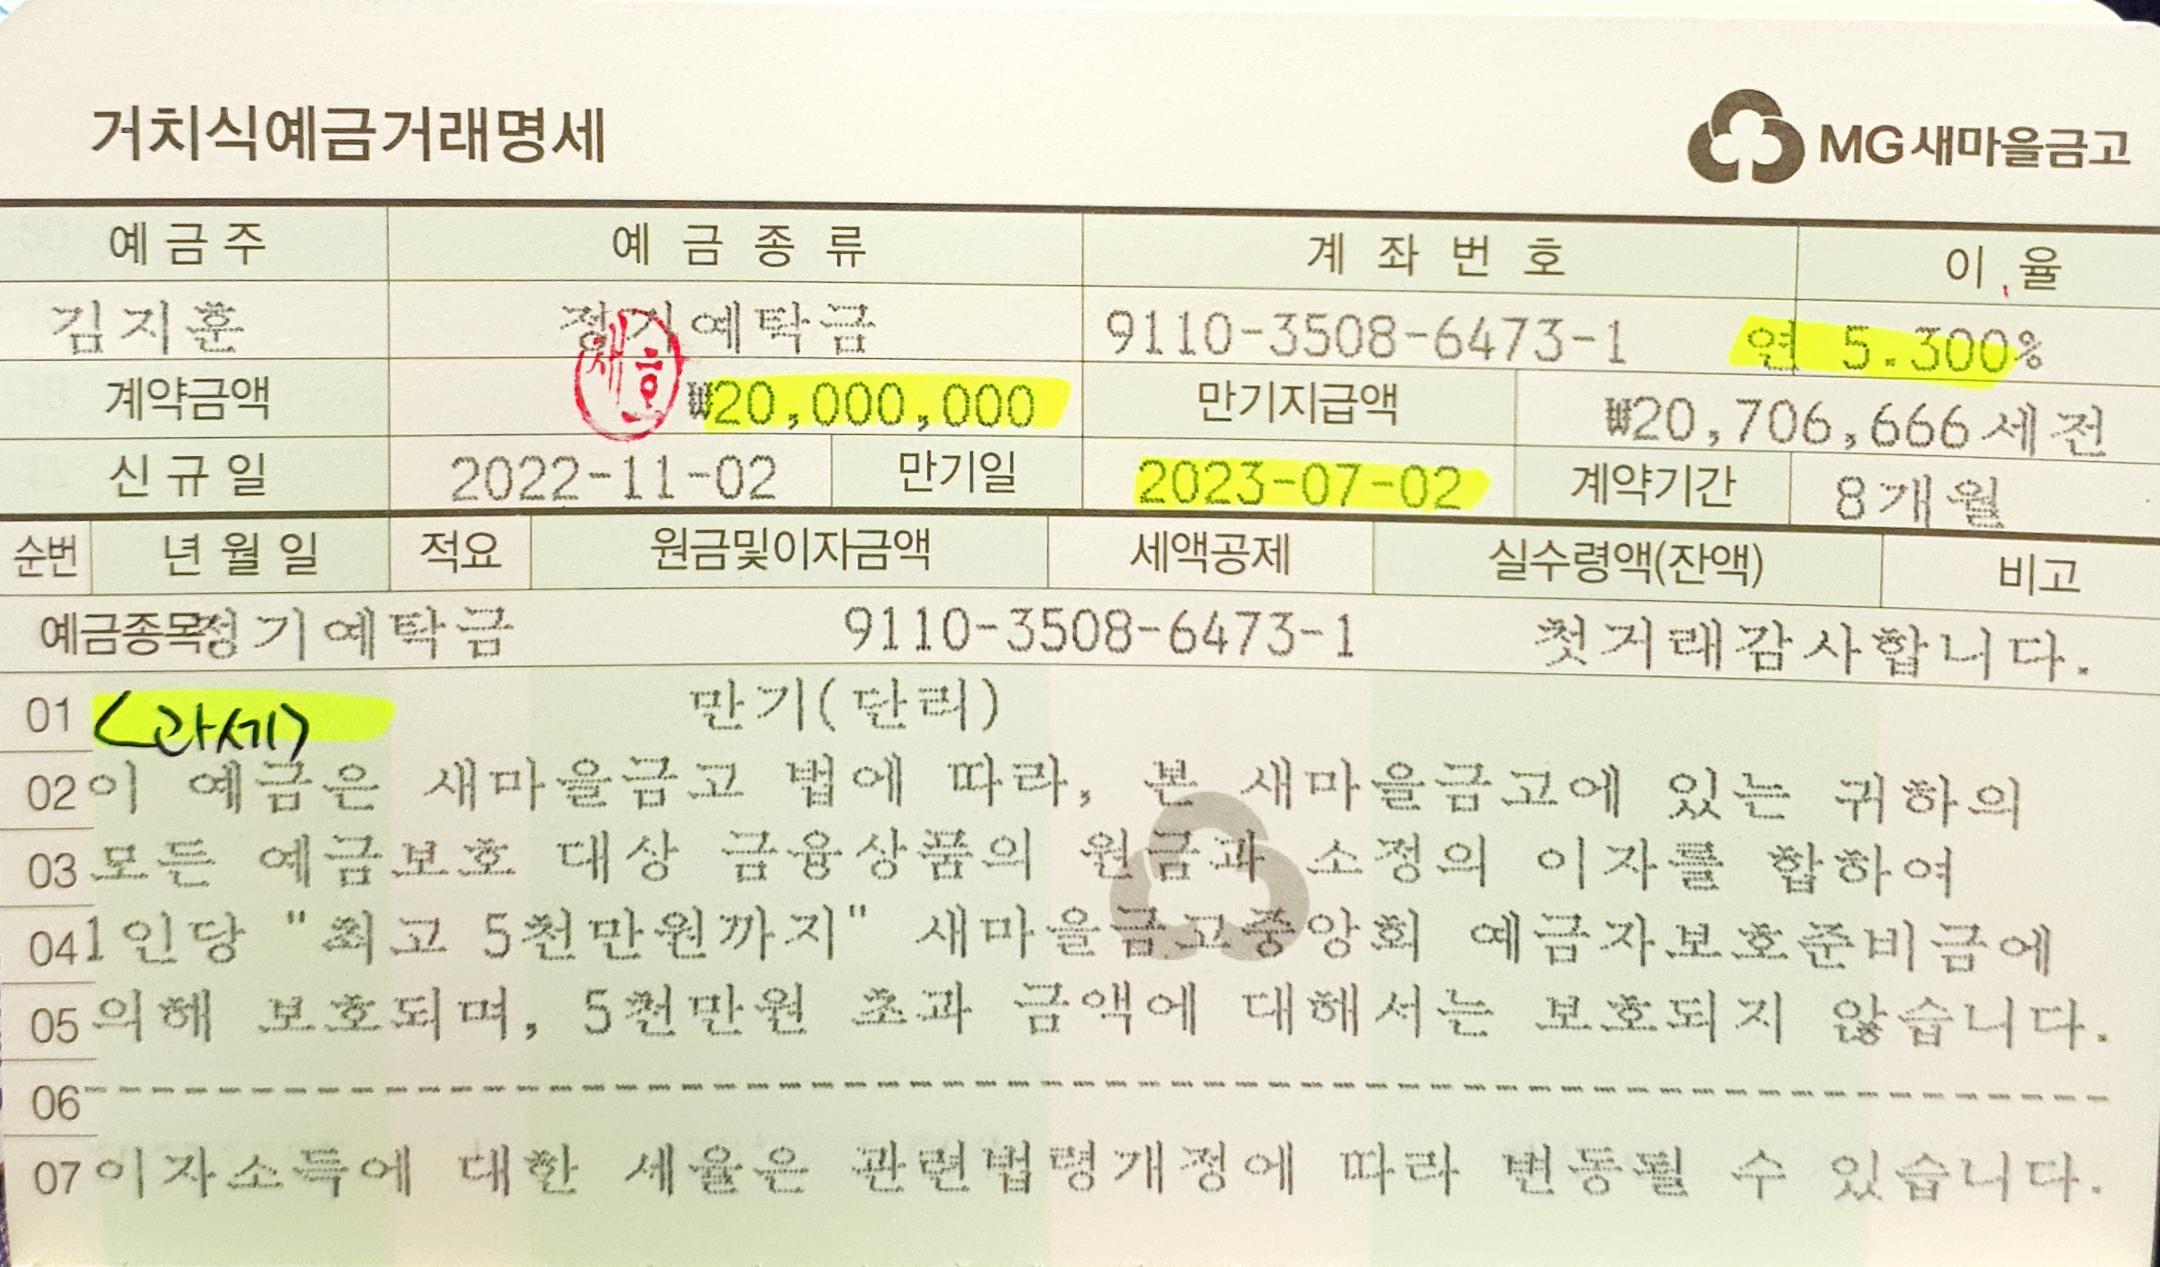 거치식예금거래명세
MG새마을금고
예금주 예금종류 계좌번호 이율
김지훈 정기예탁금 9110-3508-6473-1 연 5.300%
계약금액 ₩20,000,000 만기지급액 ₩20,706,666세전
신규일 2022-11-02 만기일 2023-07-02 계약기간 8개월
순번 년월일 적요 원금및이자금액 세액공제 실수령액(잔액) 비고
예금종목 정기예탁금 9110-3508-6473-1 첫거래감사합니다.
01 <과세> 만기(단리)
02 이 예금은 새마을금고 법에 따라, 본 새마을금고에 있는 귀하의
03 모든 예금보호 대상 금융상품의 원금과 소정의 이자를 합하여
04 1인당 "최고 5천만원까지" 새마을금고중앙회 예금자보호준비금에
05 의해 보호되며, 5천만원 초과 금액에 대해서는 보호되지 않습니다.
06 --------------------------------
07 이자소득에 대한 세율은 관련법령개정에 따라 변동될 수 있습니다.